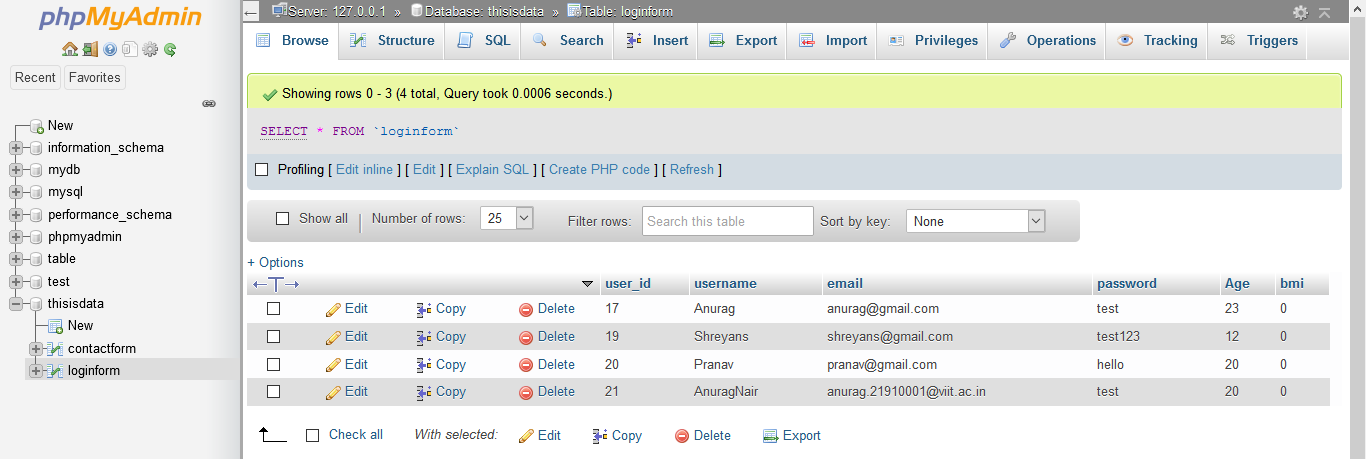 phpMyAdmin
Recent Favorites
New
information_schema
mydb
mysql
performance_schema
phpmyadmin
table
test
thisisdata
New
contactform
loginform
Server: 127.0.0.1 » Database: thisisdata » Table: loginform
Browse Structure SQL Search Insert Export Import Privileges Operations Tracking Triggers
Showing rows 0 - 3 (4 total, Query took 0.0006 seconds.)
SELECT * FROM `loginform`
Profiling [ Edit inline ] [ Edit ] [ Explain SQL ] [ Create PHP code ] [ Refresh ]
Show all | Number of rows: 25 Filter rows: Search this table Sort by key: None
+ Options
←T→ user_id username email password Age bmi
Edit Copy Delete 17 Anurag anurag@gmail.com test 23 0
Edit Copy Delete 19 Shreyans shreyans@gmail.com test123 12 0
Edit Copy Delete 20 Pranav pranav@gmail.com hello 20 0
Edit Copy Delete 21 AnuragNair anurag.21910001@viit.ac.in test 20 0
Check all With selected: Edit Copy Delete Export